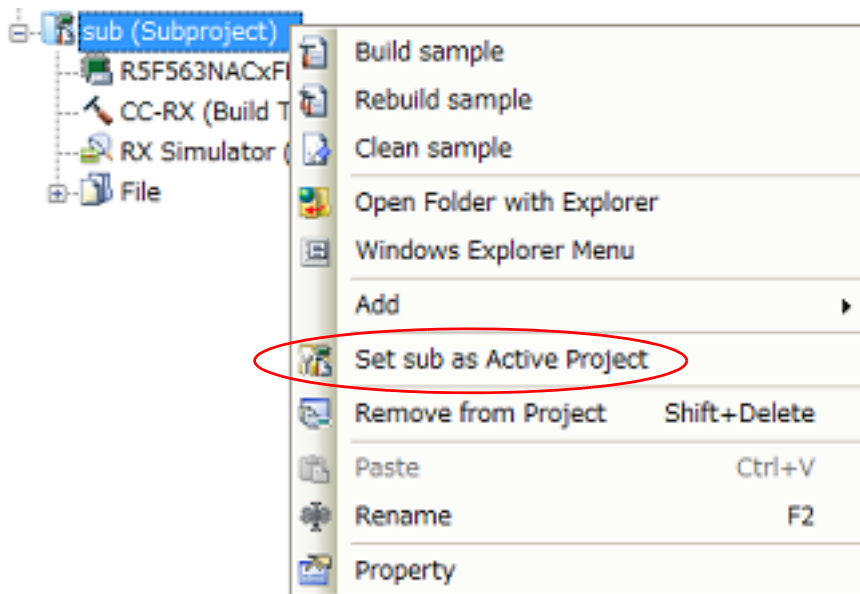 sub (Subproject)
R5F563NACxF
CC-RX (Build T
RX Simulator (
File
Build sample
Rebuild sample
Clean sample
Open Folder with Explorer
Windows Explorer Menu
Add
Set sub as Active Project
Remove from Project Shift+Delete
Paste Ctrl+V
Rename F2
Property